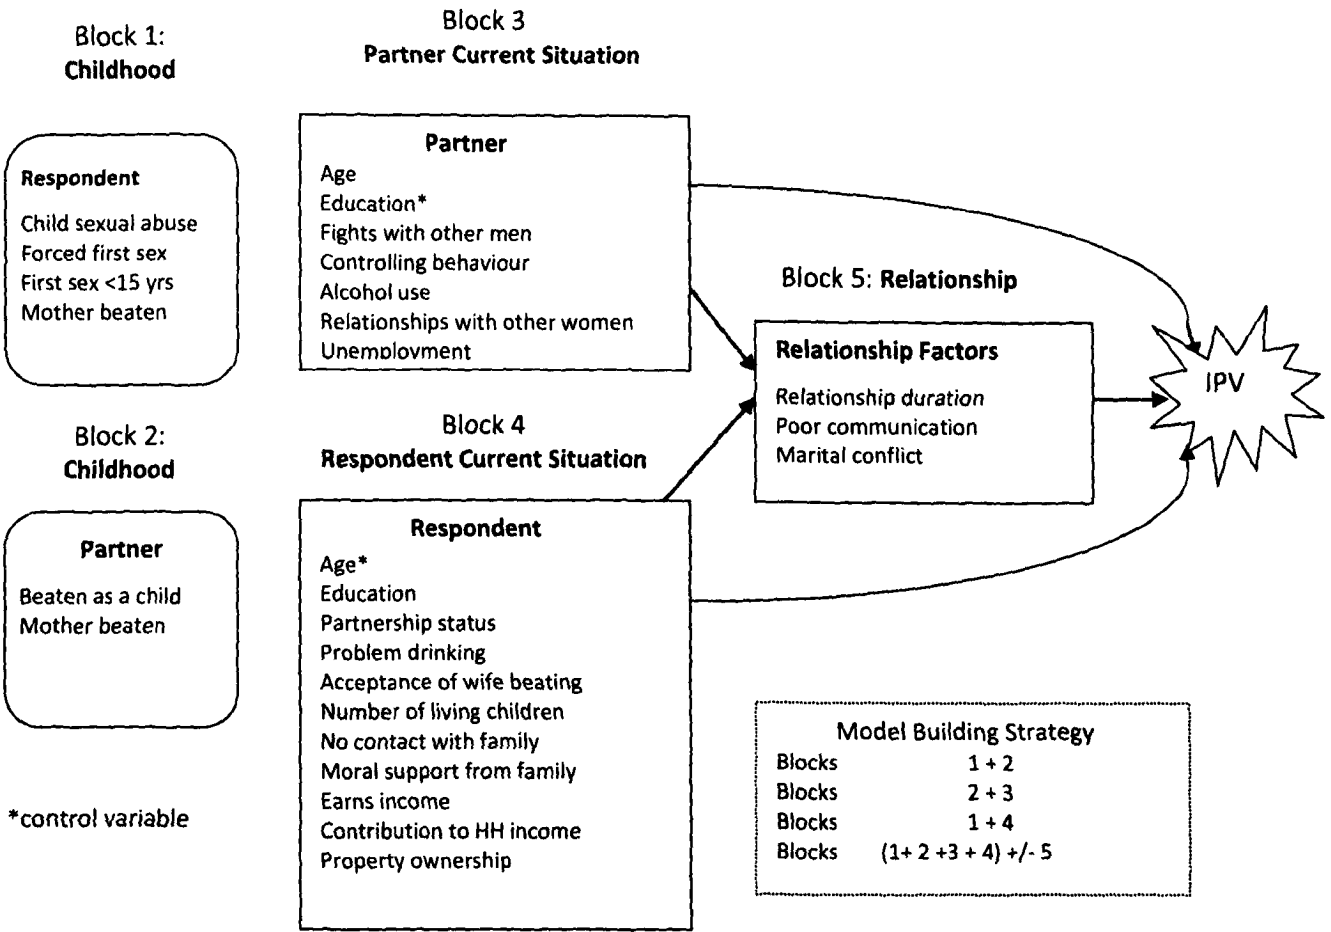 Block 1:
Childhood
Respondent
Child sexual abuse
Forced first sex
First sex <15 yrs
Mother beaten
Block 2:
Childhood
Partner
Beaten as a child
Mother beaten
*control variable
Block 3
Partner Current Situation
Partner
Age
Education*
Fights with other men
Controlling behaviour
Alcohol use
Relationships with other women
Unemployment
Block 4
Respondent Current Situation
Respondent
Age*
Education
Partnership status
Problem drinking
Acceptance of wife beating
Number of living children
No contact with family
Moral support from family
Earns income
Contribution to HH income
Property ownership
Block 5: Relationship
Relationship Factors
Relationship duration
Poor communication
Marital conflict
IPV
Model Building Strategy
Blocks 1 + 2
Blocks 2 + 3
Blocks 1 + 4
Blocks (1+ 2 +3 + 4) +/- 5